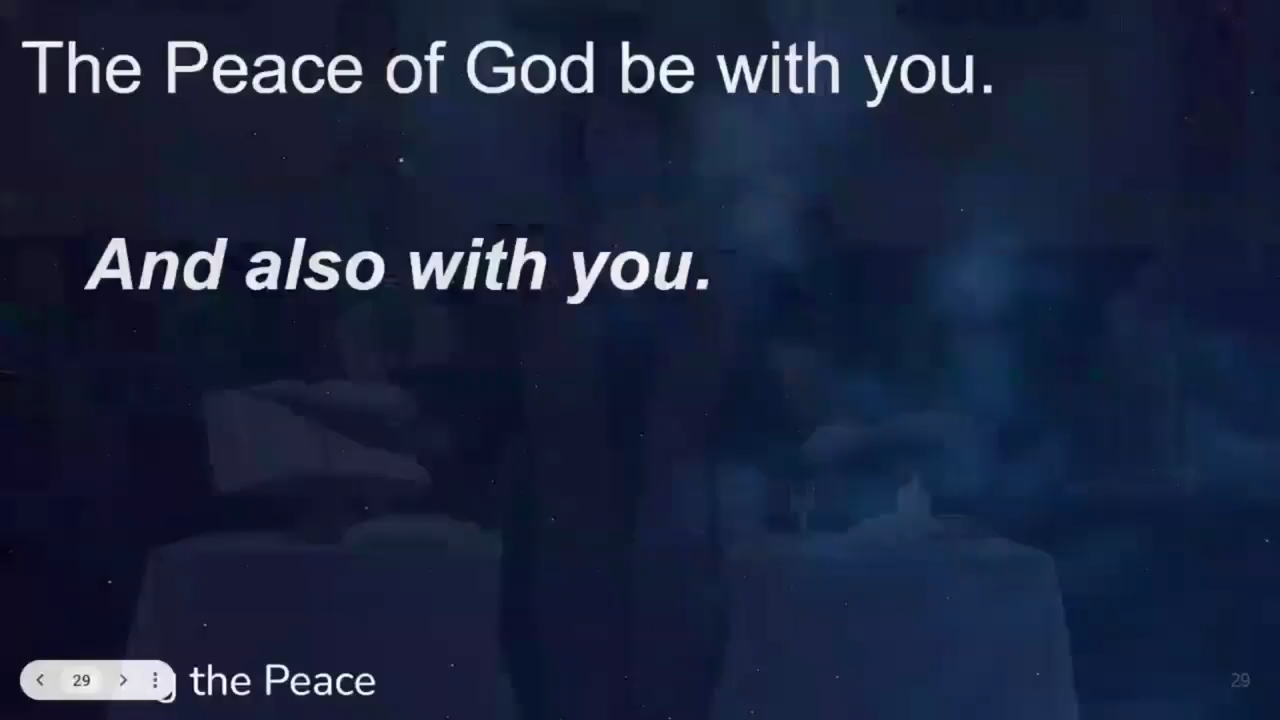 The Peace of God be with you.
And also with you.
29 the Peace
29